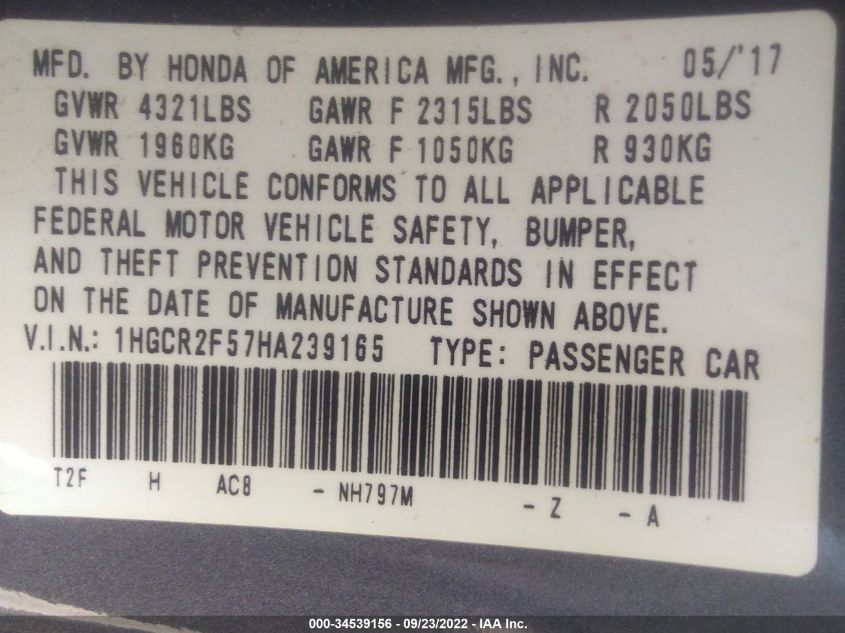 MFD. BY HONDA OF AMERICA MFG., INC. 05/'17
GVWR 4321LBS GAWR F 2315LBS R 2050LBS
GVWR 1960KG GAWR F 1050KG R 930KG
THIS VEHICLE CONFORMS TO ALL APPLICABLE
FEDERAL MOTOR VEHICLE SAFETY, BUMPER,
AND THEFT PREVENTION STANDARDS IN EFFECT
ON THE DATE OF MANUFACTURE SHOWN ABOVE.
V.I.N.: 1HGCR2F57HA239165 TYPE: PASSENGER CAR
T2F H AC8 - NH797M - Z - A
000-34539156 - 09/23/2022 - IAA Inc.